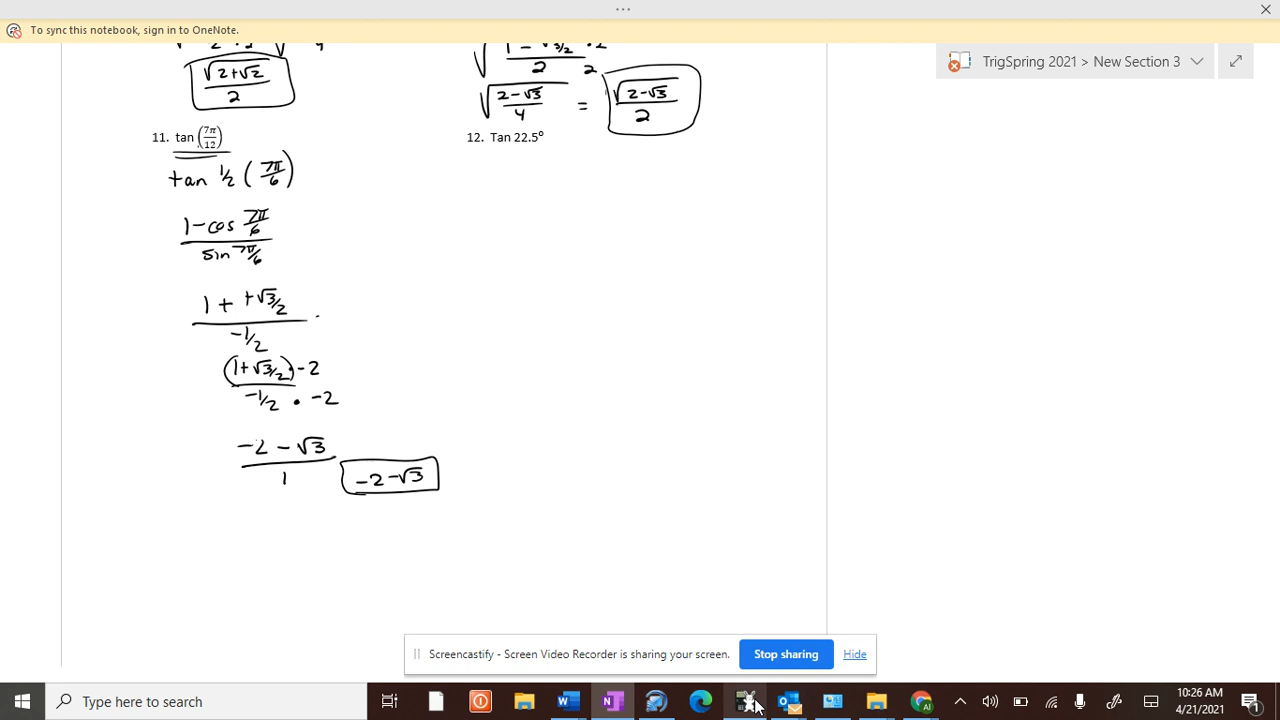 To sync this notebook, sign in to OneNote.
TrigSpring 2021 > New Section 3
√(2+√2)
2
2 2
√(2-√3)/4 = √(2-√3)/2
11. tan (7π/12)
12. Tan 22.5°
tan ½ (7π/6)
1-cos 7π/6
sin 7π/6
1 + +√3/2
-1/2
(1+√3/2)·-2
-1/2 • -2
-2 - √3
1
-2-√3
Screencastify - Screen Video Recorder is sharing your screen.
Stop sharing
Hide
Type here to search
10:26 AM
4/21/2021